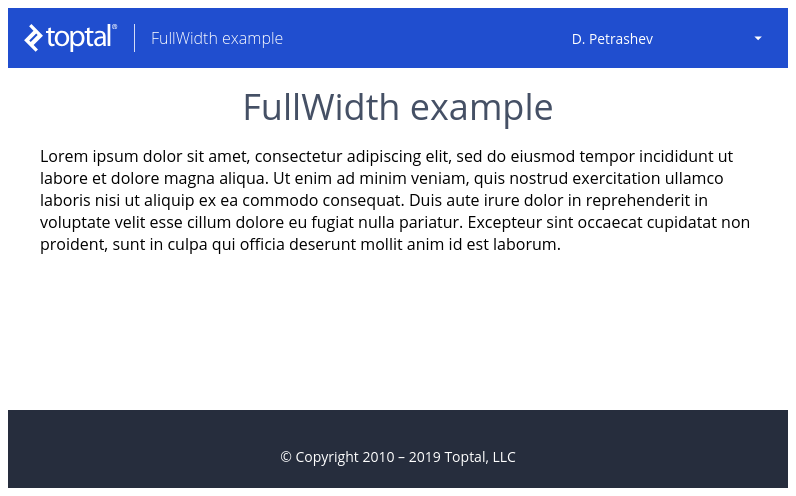 toptal® FullWidth example D. Petrashev
FullWidth example
Lorem ipsum dolor sit amet, consectetur adipiscing elit, sed do eiusmod tempor incididunt ut
labore et dolore magna aliqua. Ut enim ad minim veniam, quis nostrud exercitation ullamco
laboris nisi ut aliquip ex ea commodo consequat. Duis aute irure dolor in reprehenderit in
voluptate velit esse cillum dolore eu fugiat nulla pariatur. Excepteur sint occaecat cupidatat non
proident, sunt in culpa qui officia deserunt mollit anim id est laborum.
© Copyright 2010 – 2019 Toptal, LLC